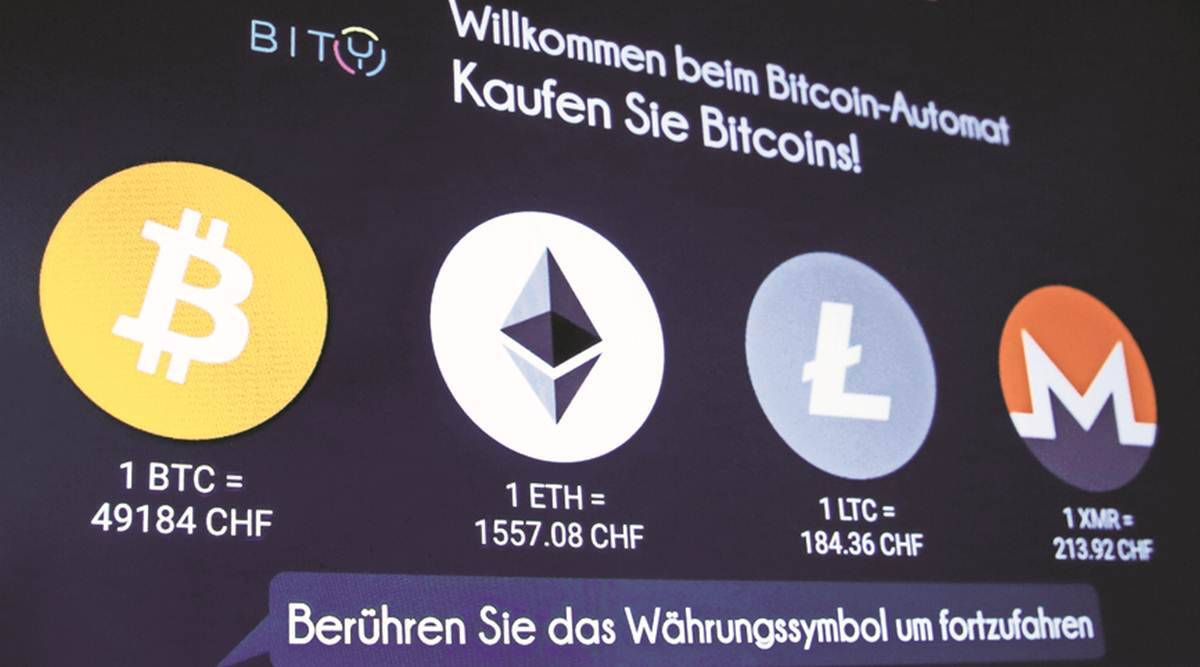 BITY
Willkommen beim Bitcoin-Automat
Kaufen Sie Bitcoins!
1 BTC =
49184 CHF
1 ETH =
1557.08 CHF
1 LTC =
184.36 CHF
1 XMR =
213.92 CHF
Berühren Sie das Währungssymbol um fortzufahren